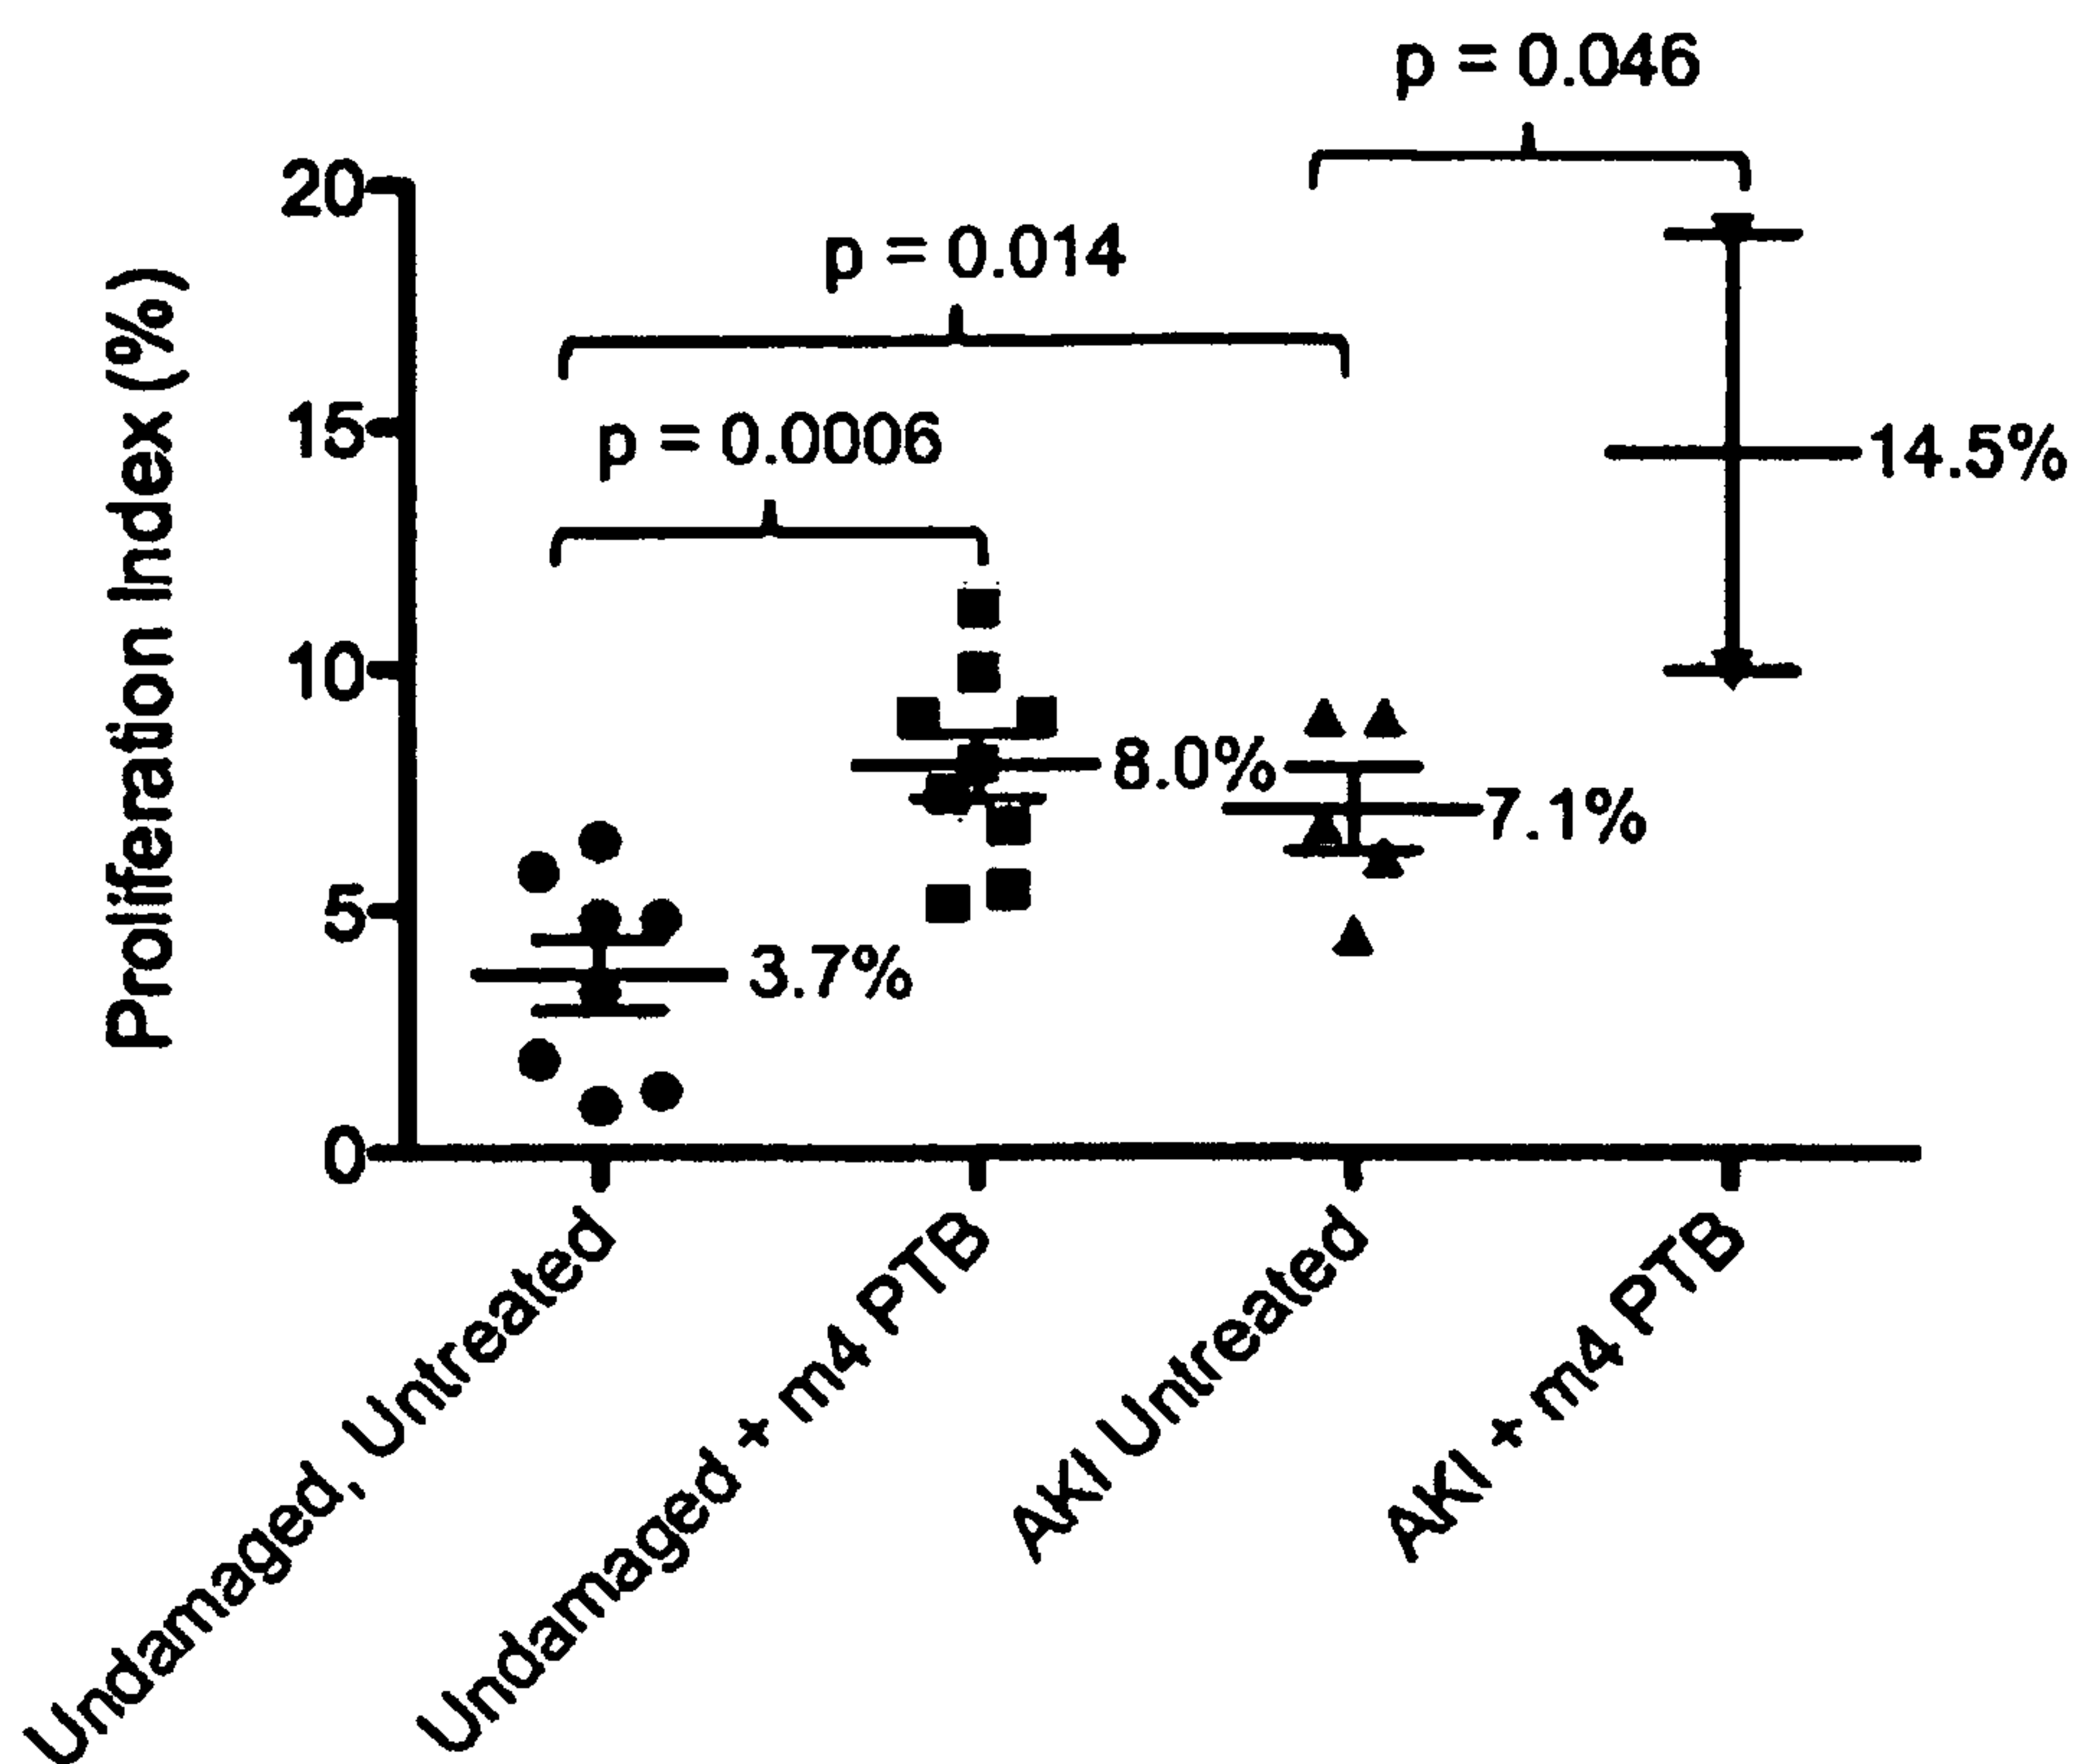 p = 0.046
20
p = 0.014
15
p = 0.0006
14.5%
10
8.0%
7.1%
5
3.7%
0
Proliferation Index (%)
Undamaged, Untreated
Undamaged + m4 PTB
AKI Untreated
AKI + m4 PTB